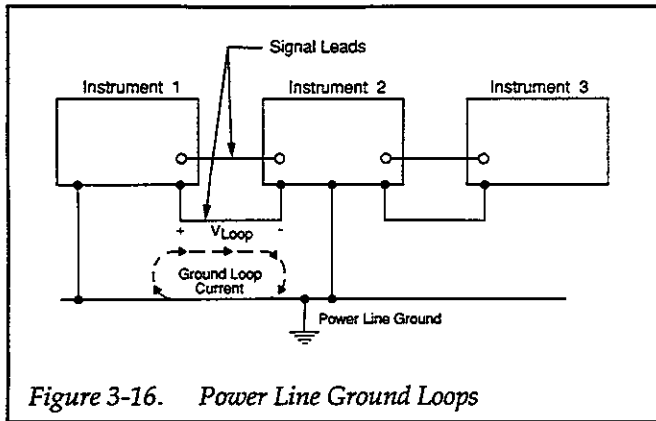 Signal Leads
Instrument 1
Instrument 2
Instrument 3
+ VLoop -
Ground Loop
Current
Power Line Ground
Figure 3-16. Power Line Ground Loops